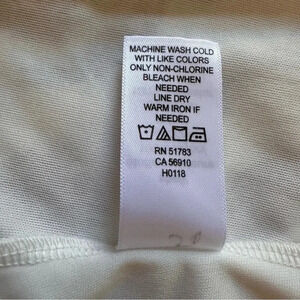 MACHINE WASH COLD
WITH LIKE COLORS
ONLY NON-CHLORINE
BLEACH WHEN
NEEDED
LINE DRY
WARM IRON IF
NEEDED
RN 51783
CA 56910
H0118